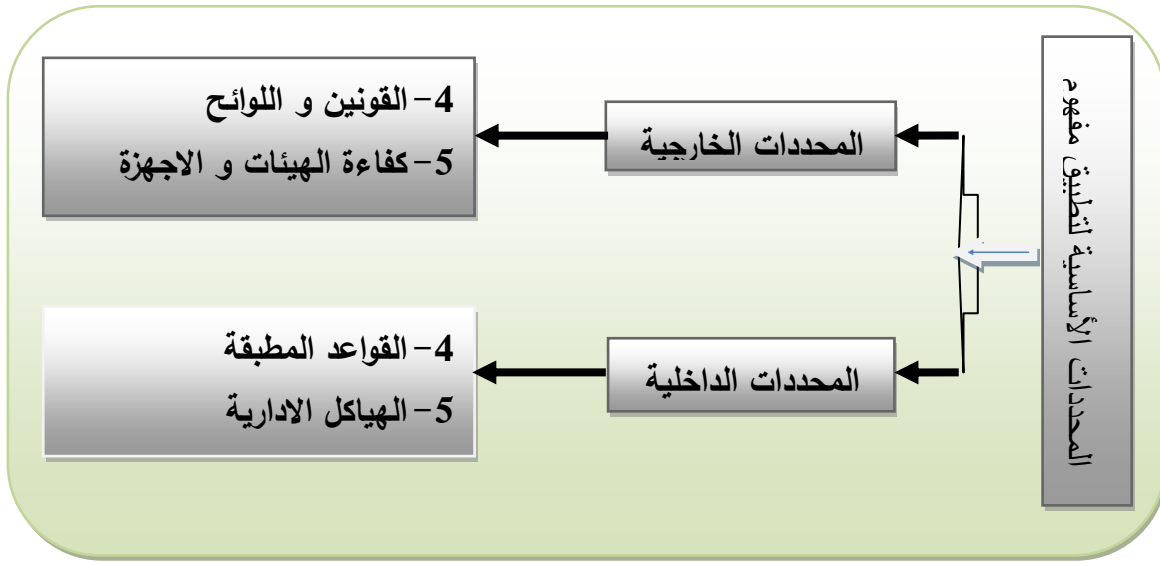 المحددات الأساسية لتطبيق مفهوم
المحددات الخارجية
4- القونين و اللوائح
5- كفاءة الهيئات و الاجهزة
المحددات الداخلية
4- القواعد المطبقة
5- الهياكل الادارية